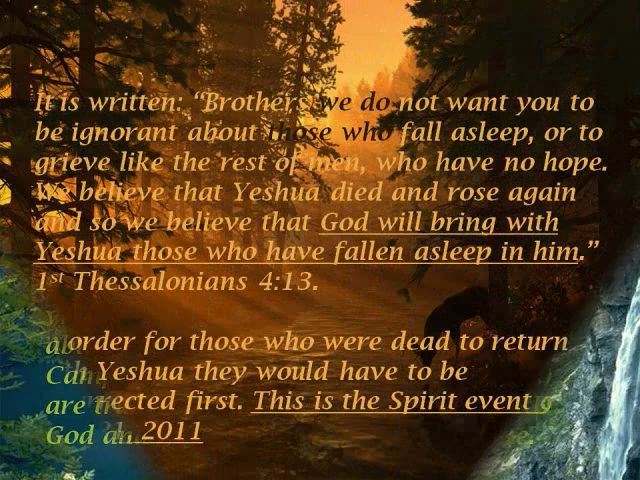 It is written: “Brothers, we do not want you to
be ignorant about those who fall asleep, or to
grieve like the rest of men, who have no hope.
We believe that Yeshua died and rose again
and so we believe that God will bring with
Yeshua those who have fallen asleep in him.”
1st Thessalonians 4:13.
order for those who were dead to return
Yeshua they would have to be
rected first. This is the Spirit event
2011
are
God